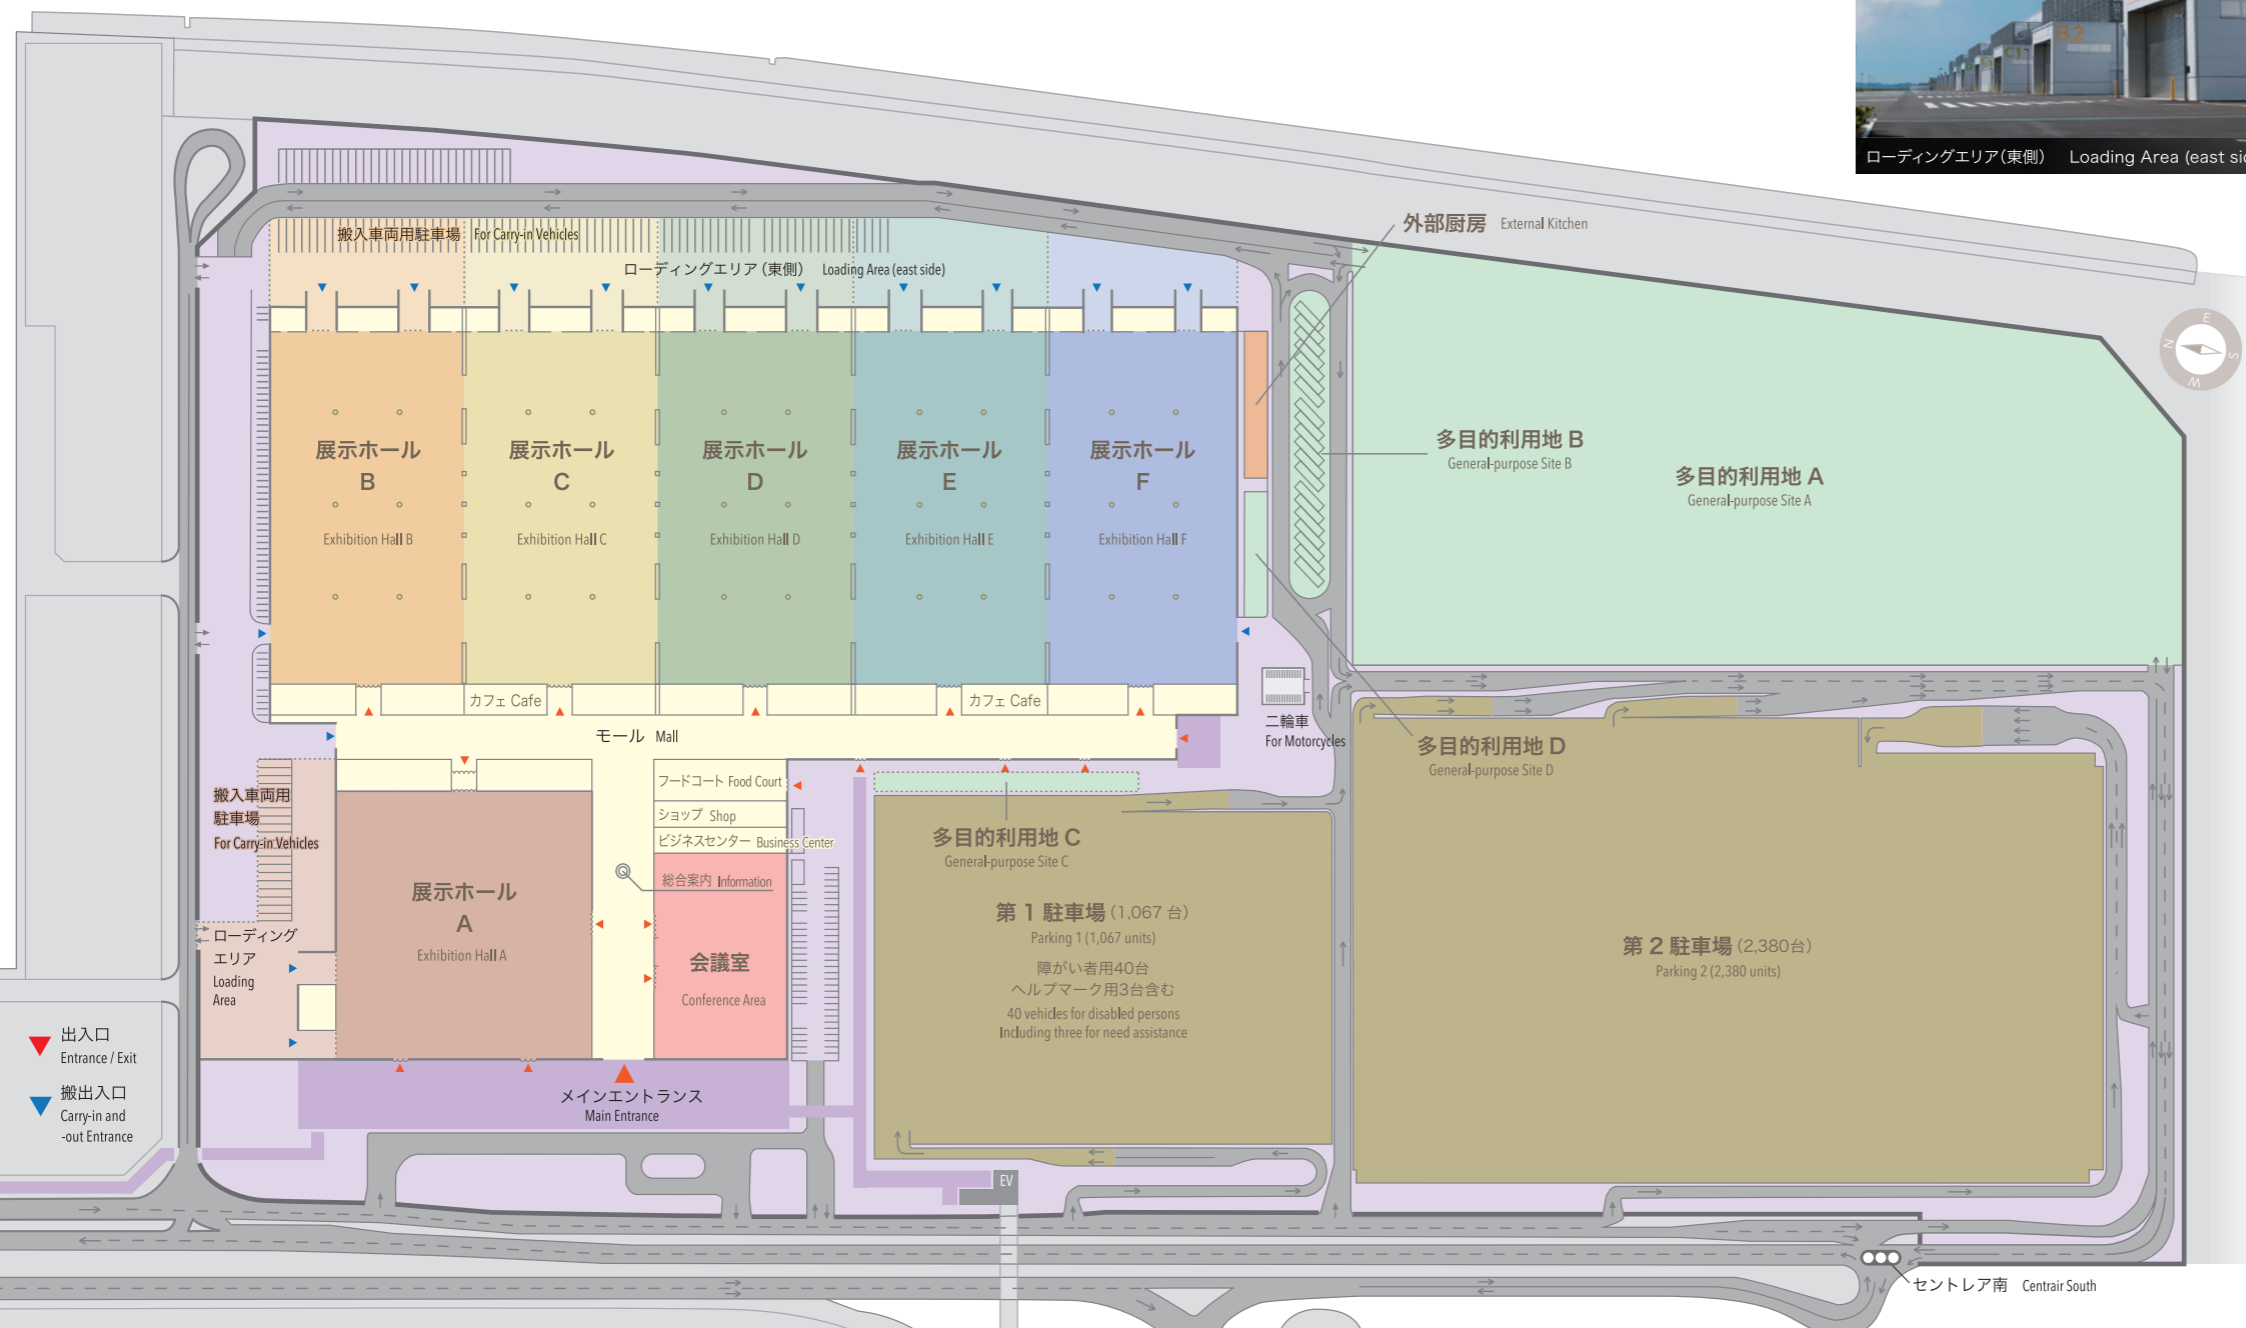 B2
C1
ローディングエリア(東側) Loading Area (east
外部厨房 External Kitchen
搬入車両用駐車場 For Carry-in Vehicles
ローディングエリア(東側) Loading Area (east side)
E
N
S
W
展示ホール
B
Exhibition Hall B
展示ホール
C
Exhibition Hall C
展示ホール
D
Exhibition Hall D
展示ホール
E
Exhibition Hall E
展示ホール
F
Exhibition Hall F
多目的利用地 B
General-purpose Site B
多目的利用地 A
General-purpose Site A
カフェ Cafe
カフェ Cafe
モール Mall
二輪車
For Motorcycles
多目的利用地 D
General-purpose Site D
搬入車両用
駐車場
For Carry-in Vehicles
フードコート Food Court
ショップ Shop
ビジネスセンター Business Center
総合案内 Information
多目的利用地 C
General-purpose Site C
展示ホール
A
Exhibition Hall A
会議室
Conference Area
ローディング
エリア
Loading
Area
第 1 駐車場(1,067 台)
Parking 1 (1,067 units)
障がい者用40台
ヘルプマーク用3台含む
40 vehicles for disabled persons
Including three for need assistance
第 2 駐車場(2,380台)
Parking 2 (2,380 units)
出入口
Entrance / Exit
搬出入口
Carry-in and
-out Entrance
メインエントランス
Main Entrance
EV
セントレア南 Centrair South